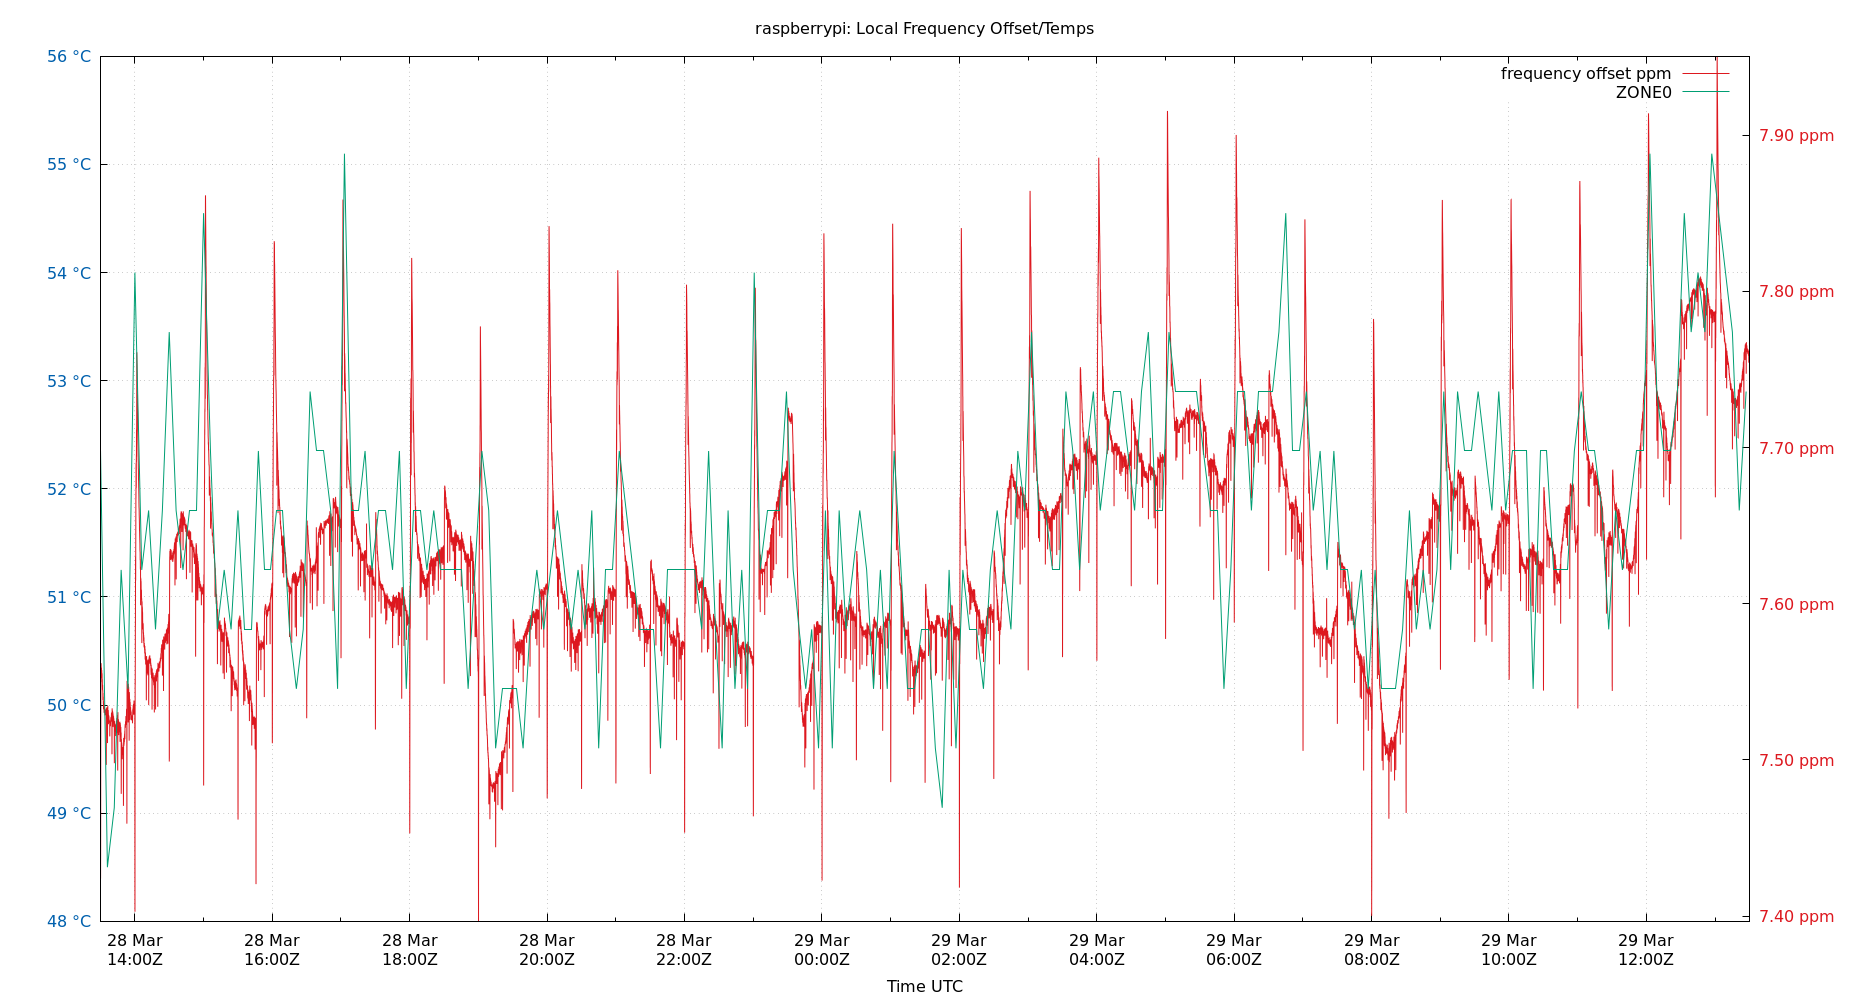 raspberrypi: Local Frequency Offset/Temps
frequency offset ppm
ZONE0
56 °C
55 °C
54 °C
53 °C
52 °C
51 °C
50 °C
49 °C
48 °C
7.90 ppm
7.80 ppm
7.70 ppm
7.60 ppm
7.50 ppm
7.40 ppm
28 Mar
14:00Z
28 Mar
16:00Z
28 Mar
18:00Z
28 Mar
20:00Z
28 Mar
22:00Z
29 Mar
00:00Z
29 Mar
02:00Z
29 Mar
04:00Z
29 Mar
06:00Z
29 Mar
08:00Z
29 Mar
10:00Z
29 Mar
12:00Z
Time UTC